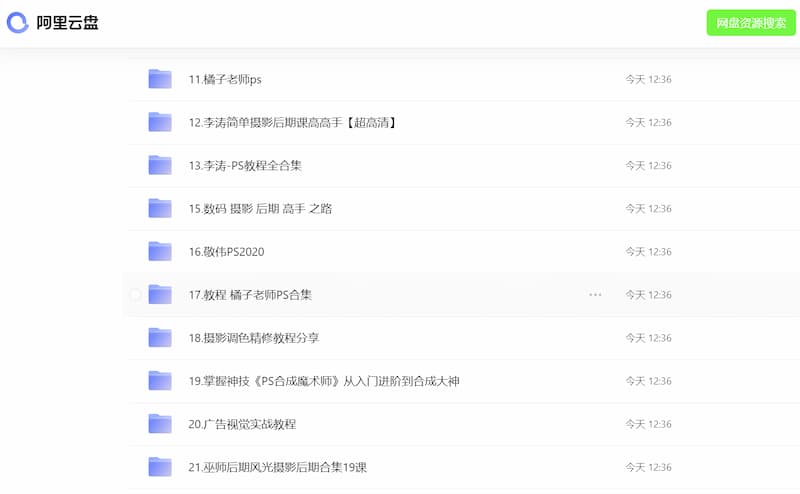 阿里云盘
网盘资源搜索
11.橘子老师ps 今天 12:36
12.李涛简单摄影后期课高高手【超高清】 今天 12:36
13.李涛-PS教程全合集 今天 12:36
15.数码 摄影 后期 高手 之路 今天 12:36
16.敬伟PS2020 今天 12:36
17.教程 橘子老师PS合集 今天 12:36
18.摄影调色精修教程分享 今天 12:36
19.掌握神技《PS合成魔术师》从入门进阶到合成大神 今天 12:36
20.广告视觉实战教程 今天 12:36
21.巫师后期风光摄影后期合集19课 今天 12:36